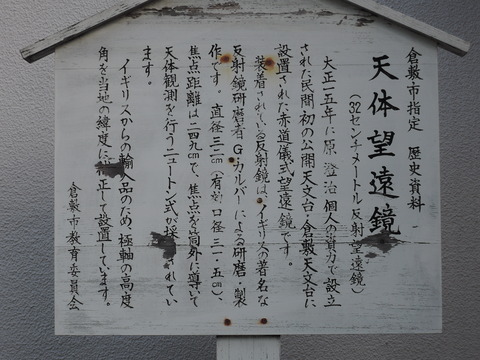 倉敷市指定 歴史資料
天体望遠鏡
(32センチメートル反射望遠鏡)
大正一五年に原 澄治 個人の資力で設立
された民間初の公開天文台・倉敷天文台に
設置された赤道儀式望遠鏡です。
装着されている反射鏡は、イギリスの著名な
反射鏡研磨者G・カルバーによる研磨・製
作です。直径三二㎝(有効口径三一・五㎝)、
焦点距離は二四九㎝で、焦点を筒外に導いて
天体観測を行うニュートン式が採 されてい
ます。
イギリスからの輸入品のため、極軸の高度
角を当地の緯度に 正して設置しています。
倉敷市教育委員会